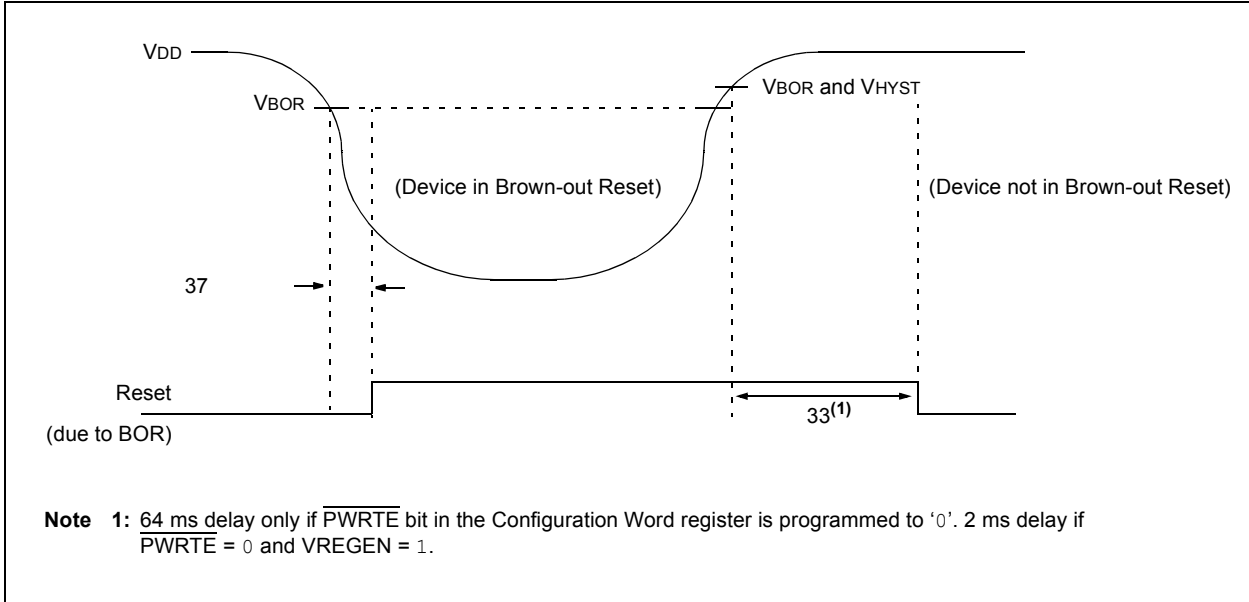 VDD
VBOR
VBOR and VHYST
(Device in Brown-out Reset)
(Device not in Brown-out Reset)
37
Reset
(due to BOR)
33(1)
Note 1: 64 ms delay only if PWRTE bit in the Configuration Word register is programmed to ‘0’. 2 ms delay if
PWRTE = 0 and VREGEN = 1.